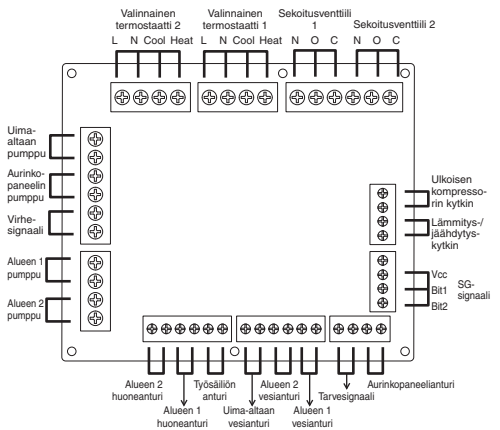 Valinnainen
termostaatti 2
Valinnainen
termostaatti 1
Sekoitusventtiili
1
Sekoitusventtiili 2
L N Cool Heat
L N Cool Heat
N O C
N O C
Uima-
altaan
pumppu
Aurinko-
paneelin
pumppu
Virhe-
signaali
Alueen 1
pumppu
Alueen 2
pumppu
Ulkoisen
kompresso-
rin kytkin
Lämmitys-/
jäähdytys-
kytkin
Vcc
Bit1
Bit2
SG-
signaali
Alueen 2
huoneanturi
Alueen 1
huoneanturi
Työsäiliön
anturi
Uima-altaan
vesianturi
Alueen 2
vesianturi
Alueen 1
vesianturi
Tarvesignaali
Aurinkopaneelianturi